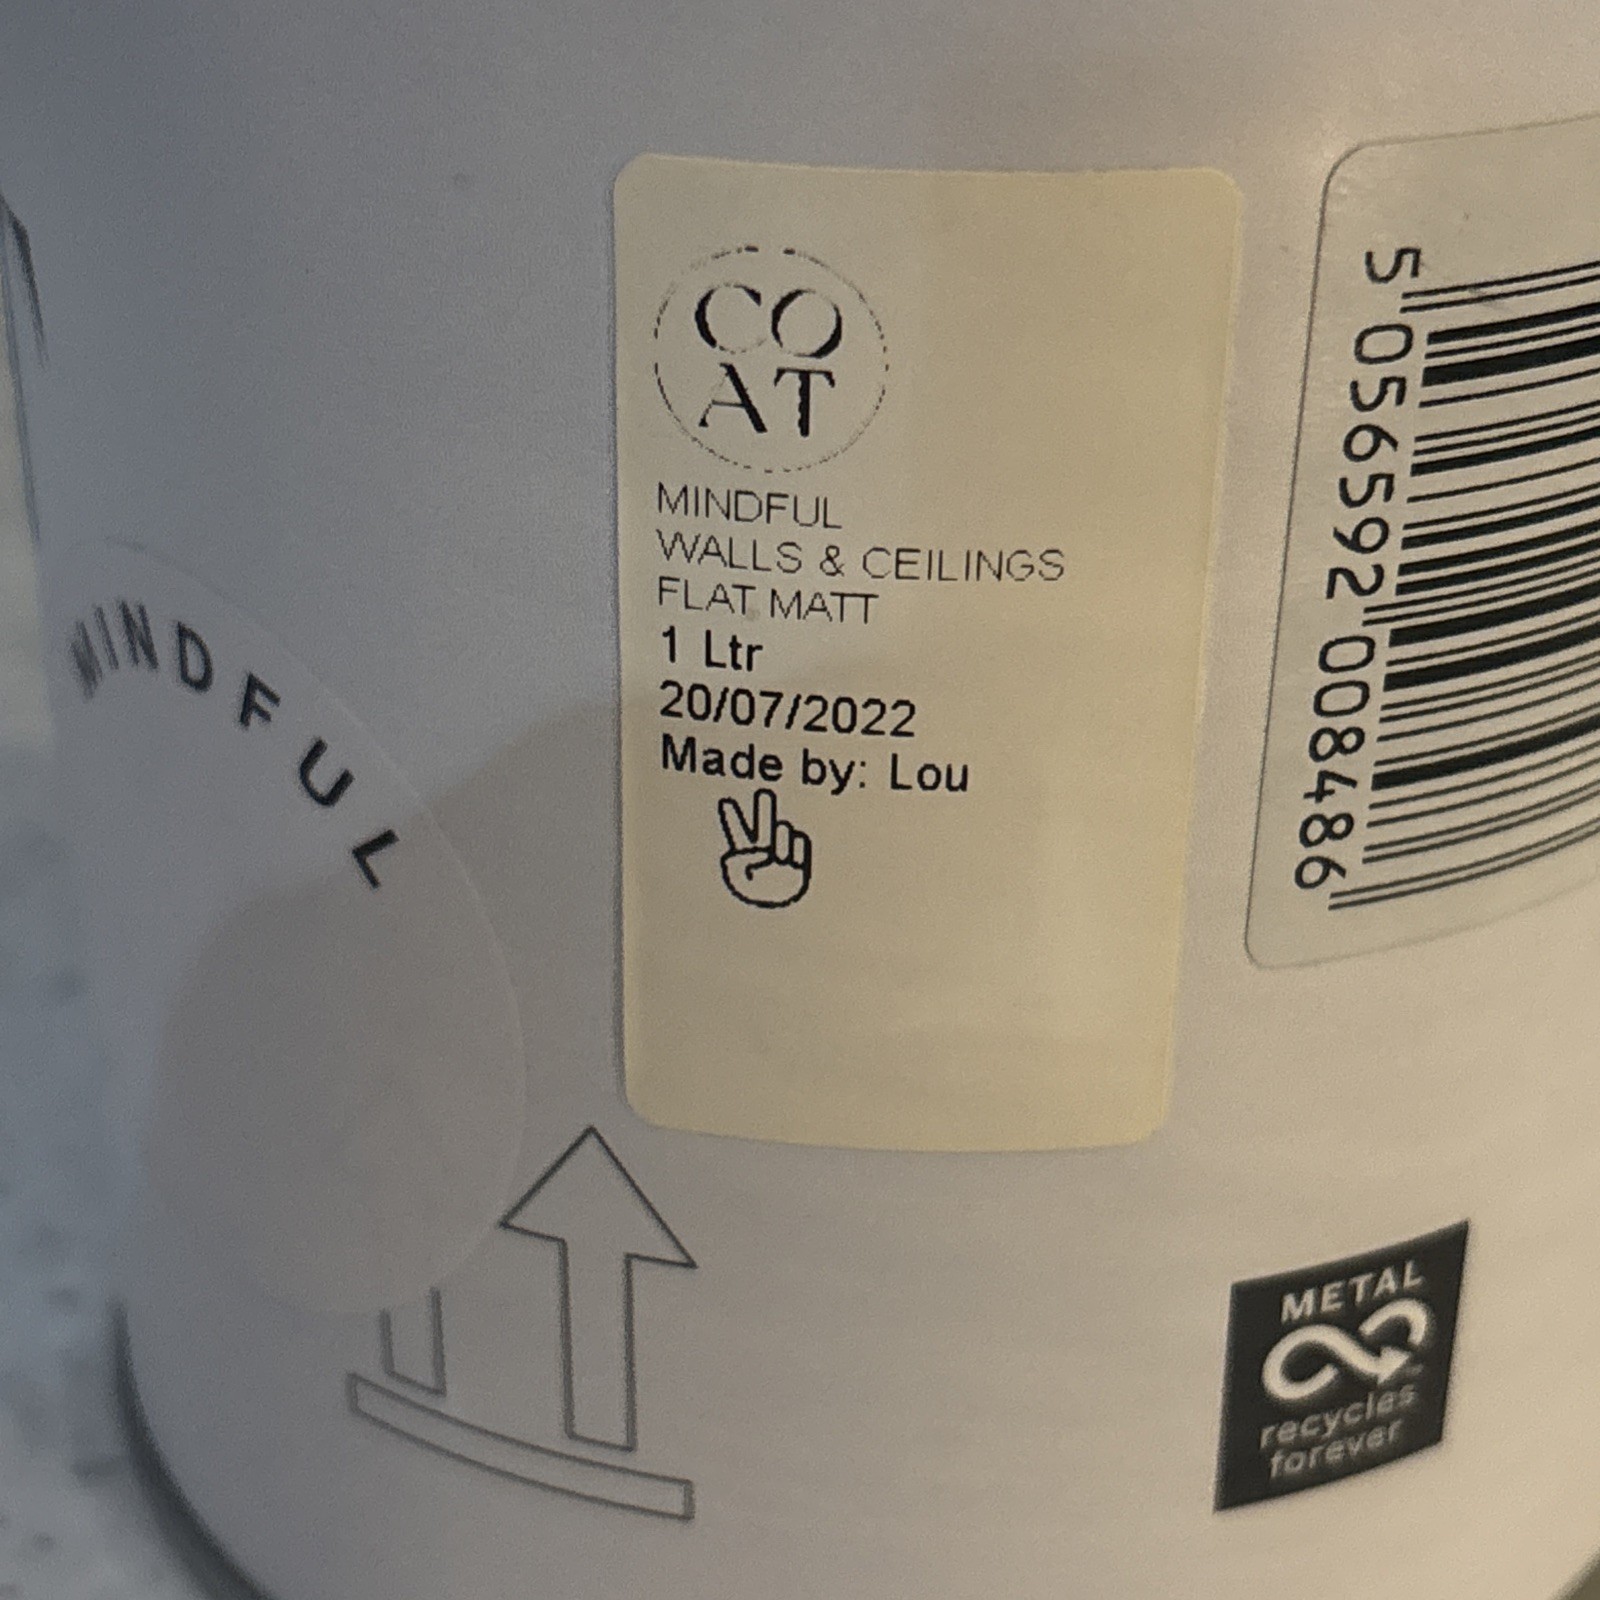 MINDFUL
CO
AT
MINDFUL
WALLS & CEILINGS
FLAT MATT
1 Ltr
20/07/2022
Made by: Lou
5 056592 008486
METAL
recycles
forever